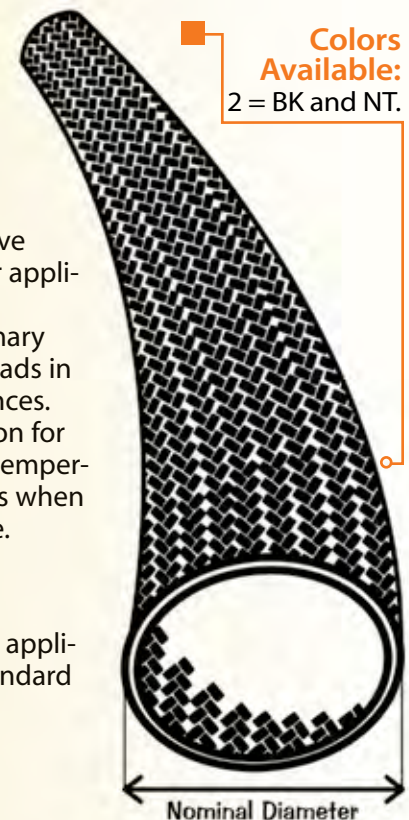 Colors
Available:
2 = BK and NT.
ve
r appli-
nary
ads in
nces.
on for
temper-
s when
e.
appli-
ndard
Nominal Diameter